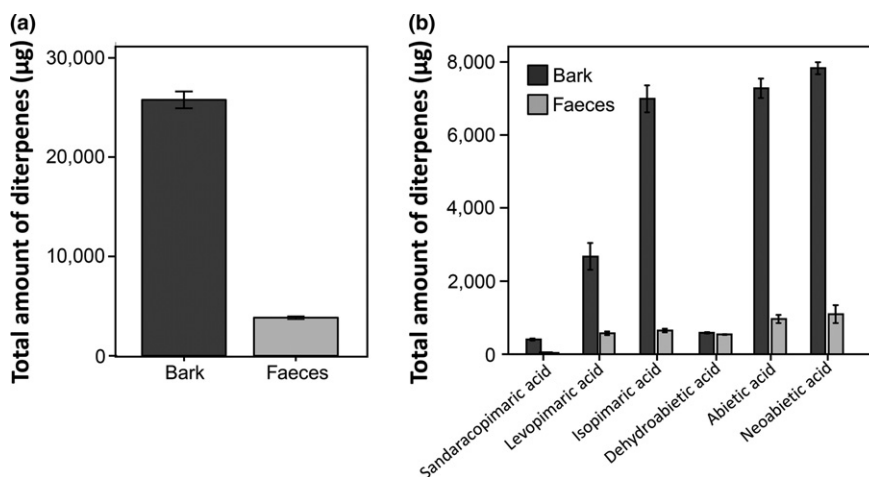 (a)
Total amount of diterpenes (µg)
30,000
20,000
10,000
0
Bark
Faeces
(b)
Total amount of diterpenes (µg)
8,000
6,000
4,000
2,000
0
Bark
Faeces
Sandaracopimaric acid
Levopimaric acid
Isopimaric acid
Dehydroabietic acid
Abietic acid
Neoabietic acid